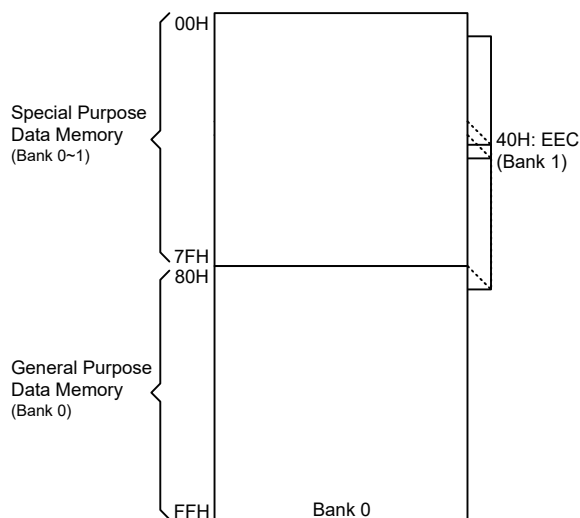 00H
Special Purpose
Data Memory
(Bank 0~1)
40H: EEC
(Bank 1)
7FH
80H
General Purpose
Data Memory
(Bank 0)
FFH
Bank 0